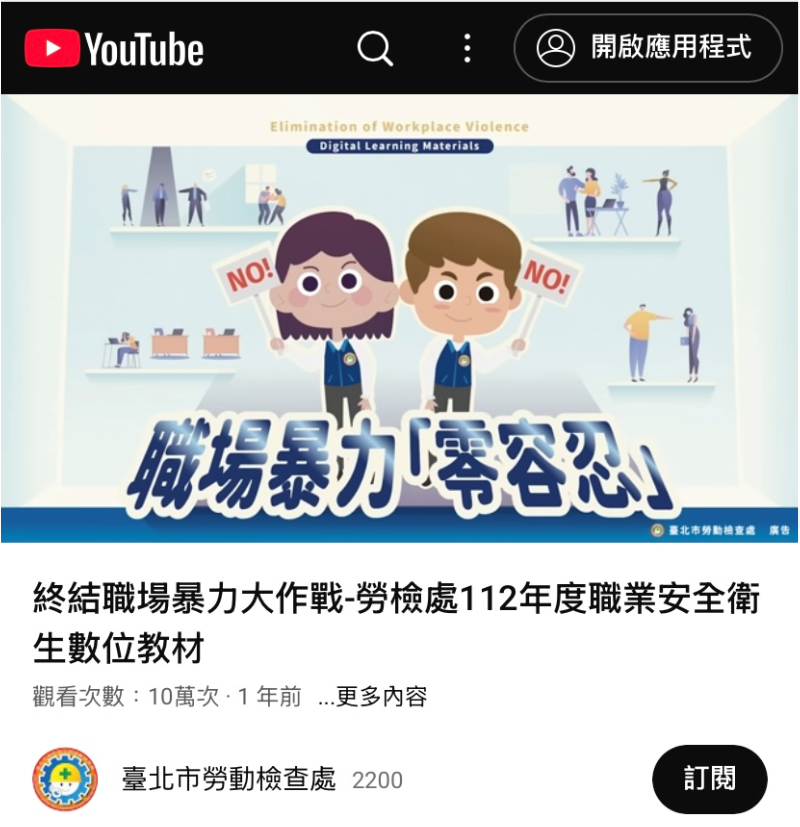 YouTube
開啟應用程式
Elimination of Workplace Violence
Digital Learning Materials
NO!
NO!
職場暴力「零容忍」
臺北市勞動檢查處 廣告
終結職場暴力大作戰-勞檢處112年度職業安全衛
生數位教材
觀看次數：10萬次 · 1 年前 ...更多內容
臺北市勞動檢查處 2200
訂閱